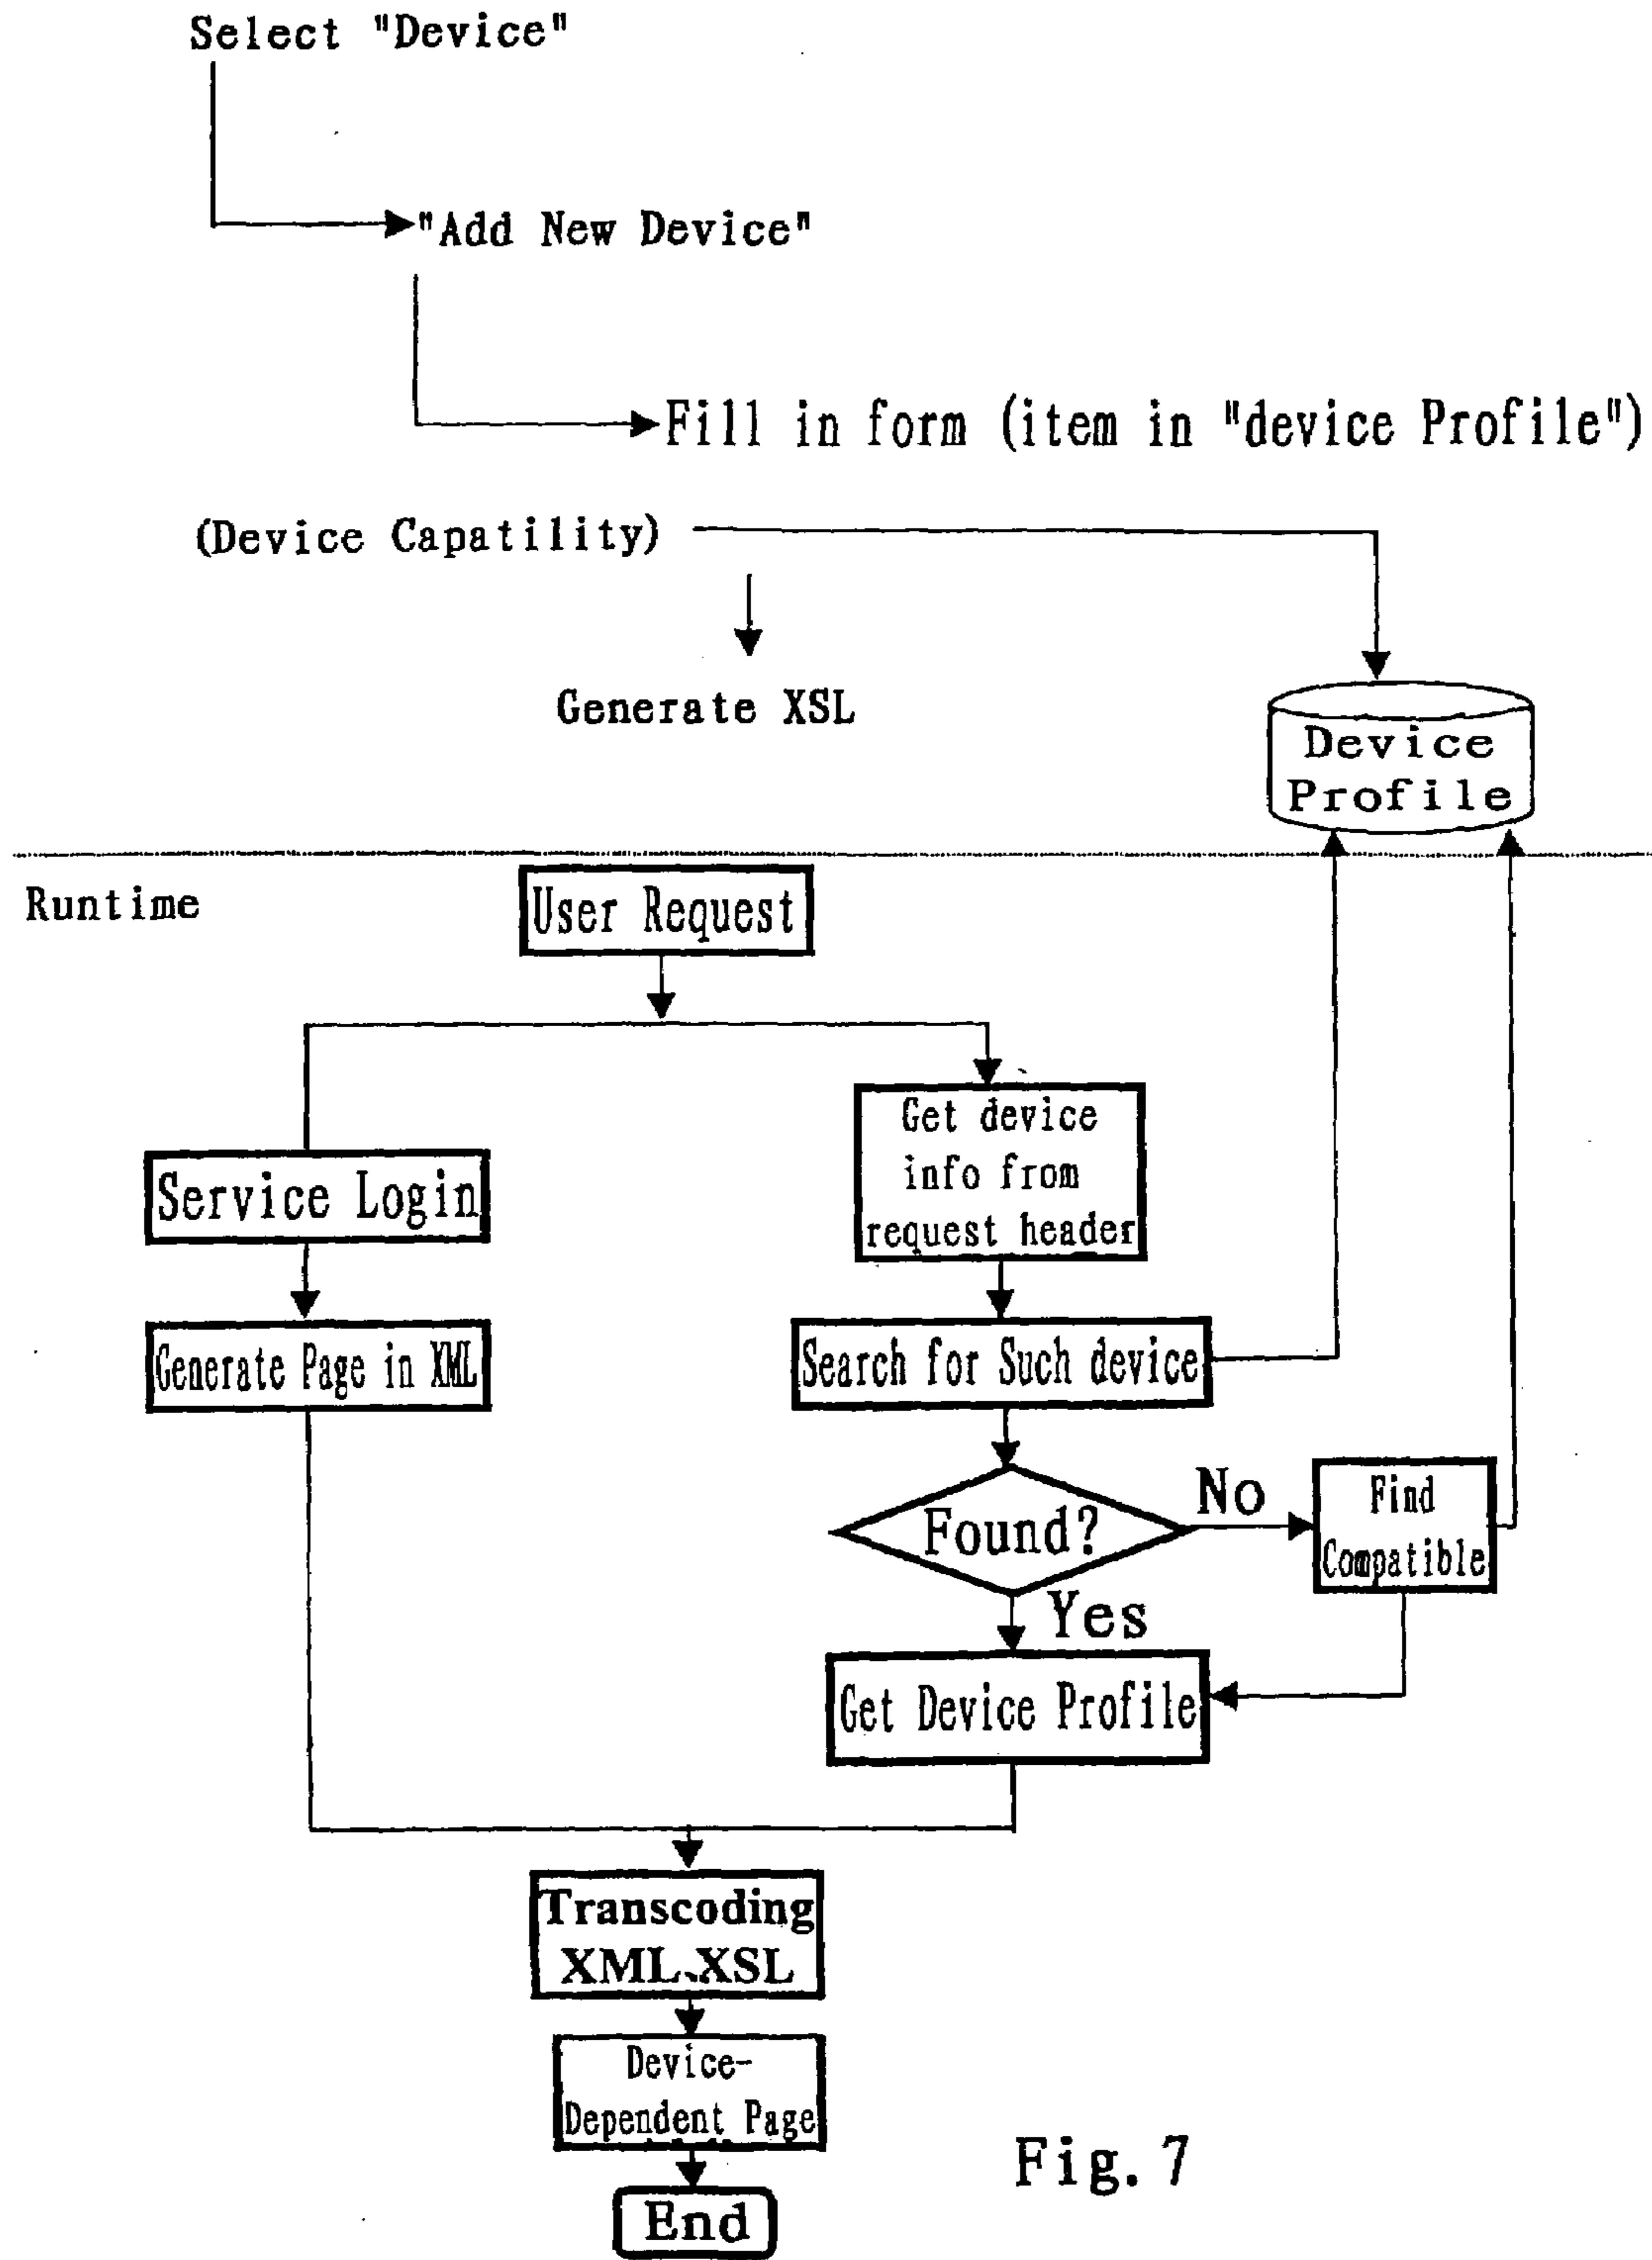 Select "Device"
"Add New Device"
Fill in form (item in "device Profile")
(Device Capatility)
Generate XSL
Device
Profile
Runtime
User Request
Service Login
Generate Page in XML
Get device
info from
request header
Search for Such device
Found?
No
Find
Compatible
Yes
Get Device Profile
Transcoding
XML、XSL
Device-
Dependent Page
End
Fig. 7